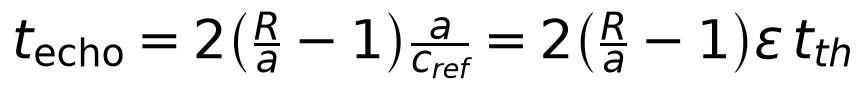 t_echo = 2(R/a − 1) a/c_ref = 2(R/a − 1) ε t_th